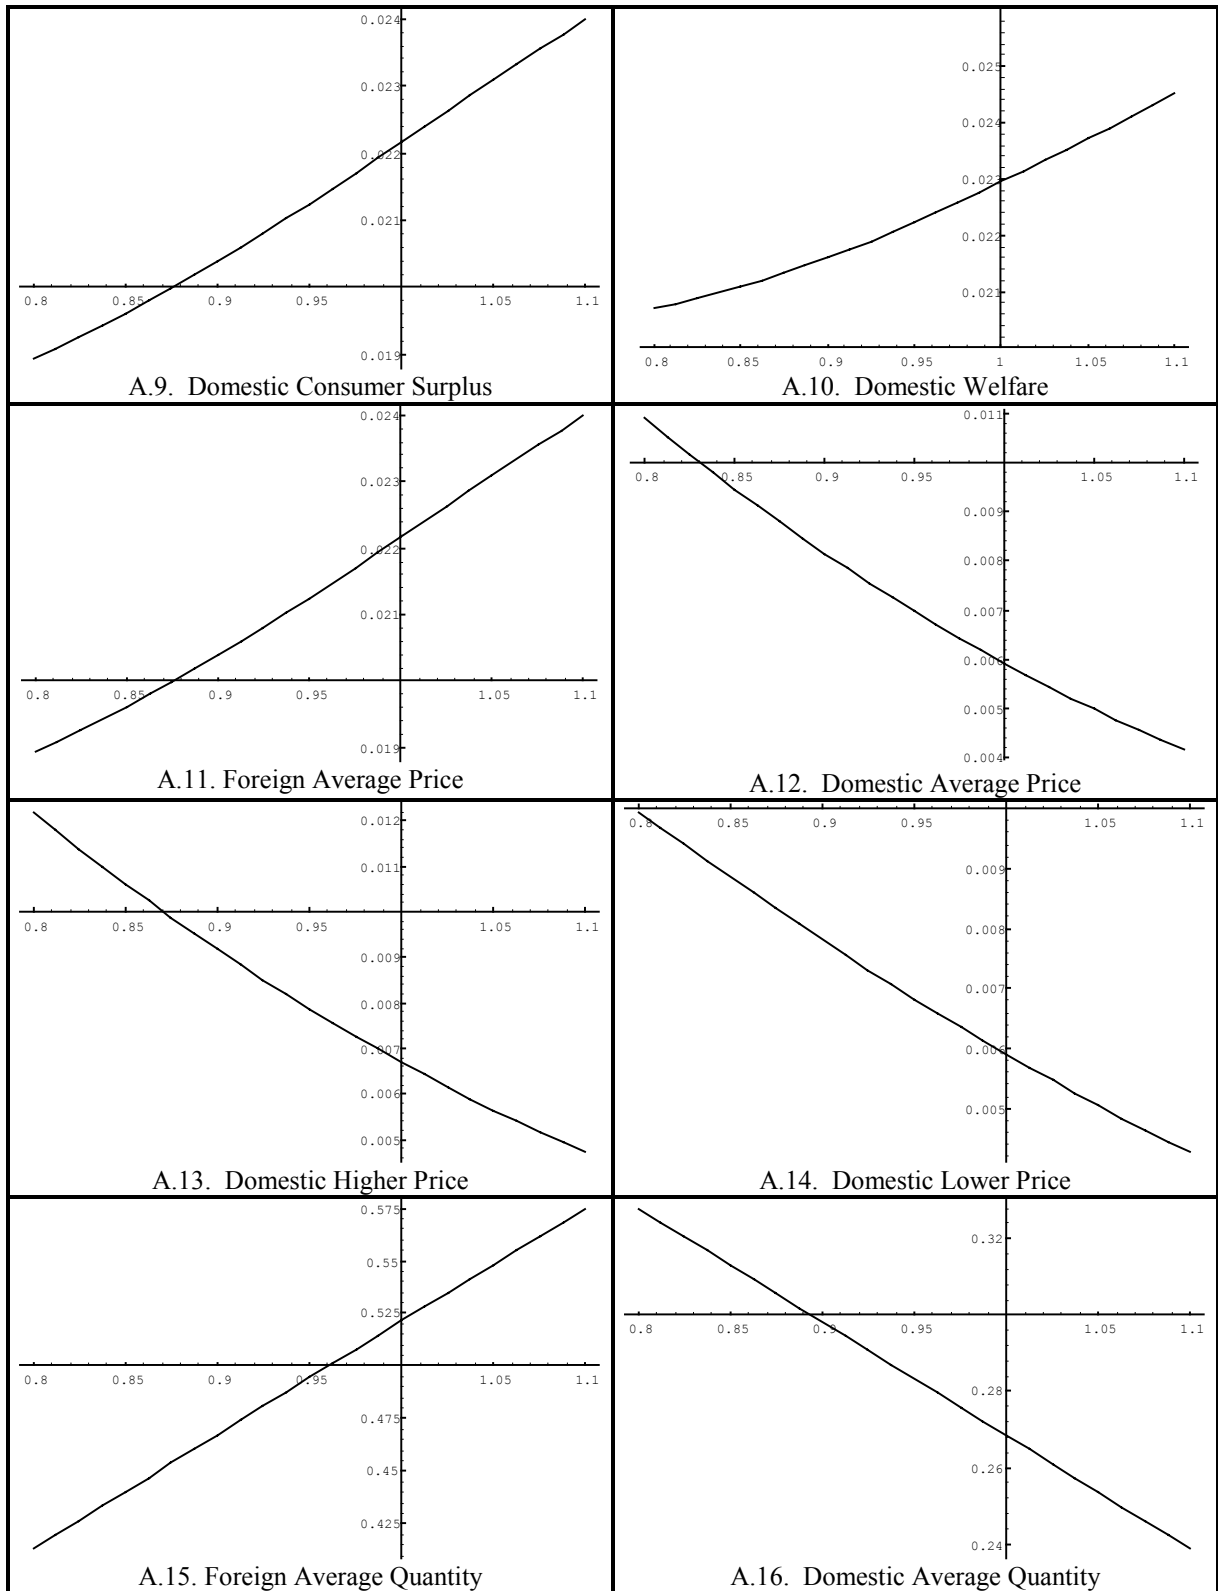 0.024
0.023
0.022
0.021
0.8 0.85 0.9 0.95 1.05 1.1
0.019
A.9. Domestic Consumer Surplus
0.025
0.024
0.023
0.022
0.021
0.8 0.85 0.9 0.95 1 1.05 1.1
A.10. Domestic Welfare
0.024
0.023
0.022
0.021
0.8 0.85 0.9 0.95 1.05 1.1
0.019
A.11. Foreign Average Price
0.011
0.8 0.85 0.9 0.95 1.05 1.1
0.009
0.008
0.007
0.006
0.005
0.004
A.12. Domestic Average Price
0.012
0.011
0.8 0.85 0.9 0.95 1.05 1.1
0.009
0.008
0.007
0.006
0.005
A.13. Domestic Higher Price
0.8 0.85 0.9 0.95 1.05 1.1
0.009
0.008
0.007
0.006
0.005
A.14. Domestic Lower Price
0.575
0.55
0.525
0.8 0.85 0.9 0.95 1.05 1.1
0.475
0.45
0.425
A.15. Foreign Average Quantity
0.32
0.8 0.85 0.9 0.95 1.05 1.1
0.28
0.26
0.24
A.16. Domestic Average Quantity